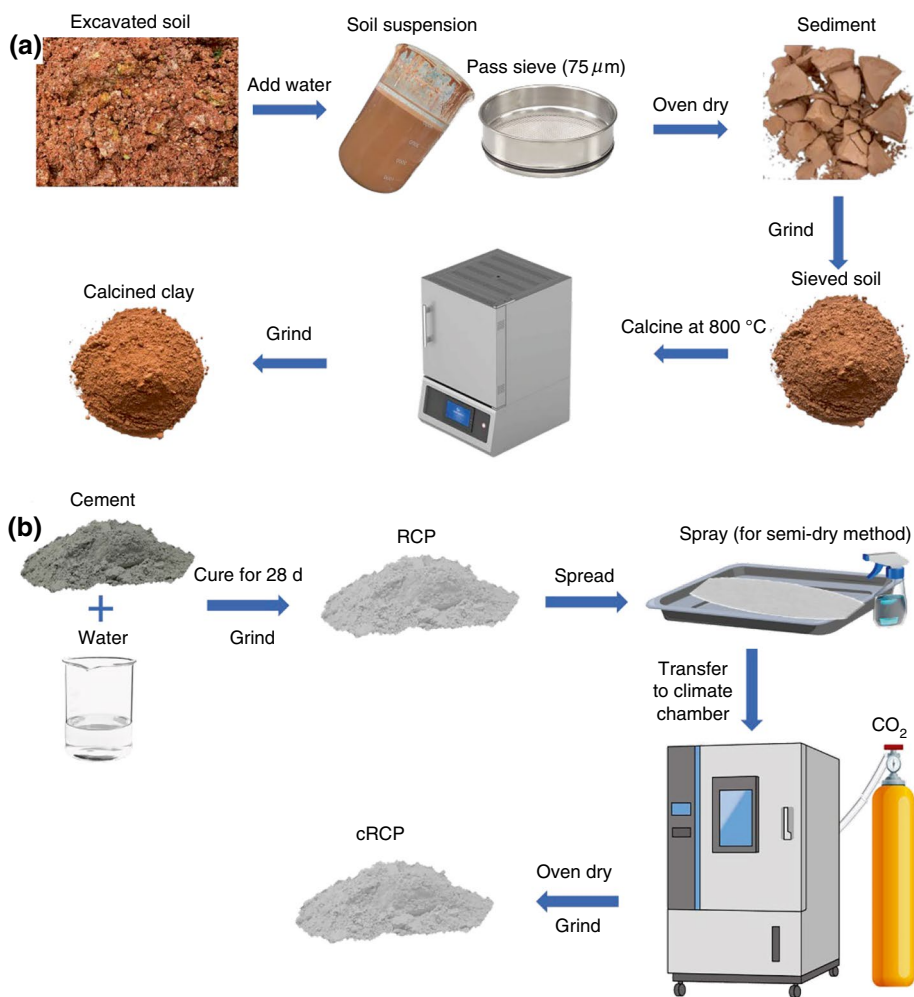 (a)
Excavated soil
Add water
Soil suspension
Pass sieve (75 μm)
Oven dry
Sediment
Grind
Sieved soil
Calcine at 800 °C
Grind
Calcined clay
(b)
Cement
+
Water
Cure for 28 d
Grind
RCP
Spread
Spray (for semi-dry method)
Transfer
to climate
chamber
CO₂
Oven dry
Grind
cRCP